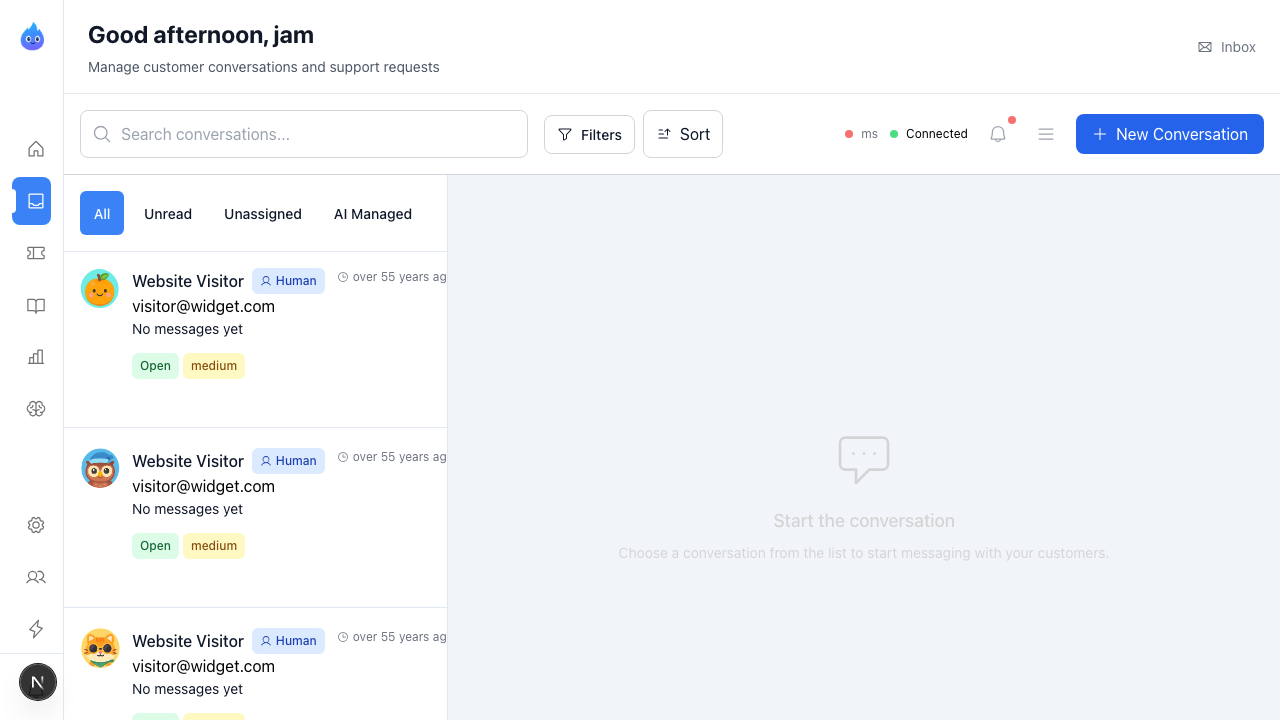 Good afternoon, jam
Manage customer conversations and support requests
Inbox
Search conversations...
Filters
Sort
ms
Connected
New Conversation
All
Unread
Unassigned
AI Managed
Website Visitor
Human
over 55 years ag
visitor@widget.com
No messages yet
Open
medium
Website Visitor
Human
over 55 years ag
visitor@widget.com
No messages yet
Open
medium
Website Visitor
Human
over 55 years ag
visitor@widget.com
No messages yet
Start the conversation
Choose a conversation from the list to start messaging with your customers.
N